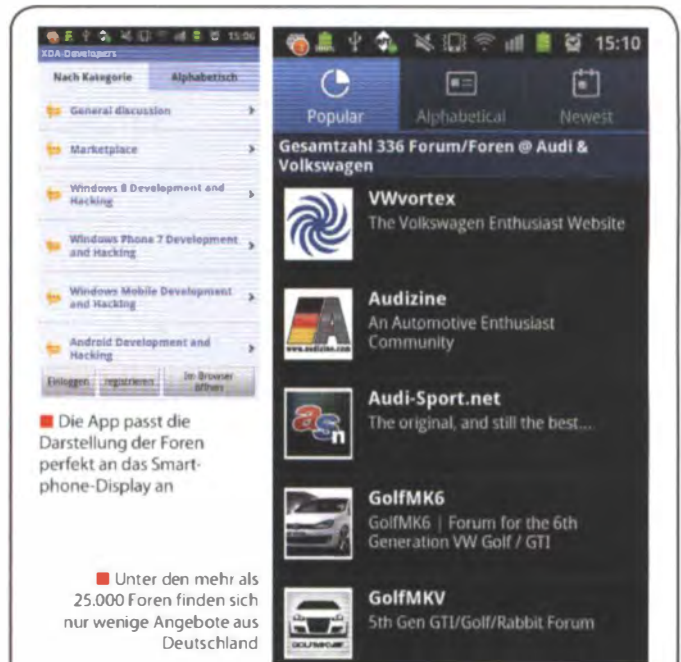 15:06
XDA-Developers
Nach Kategorie
Alphabetisch
General discussion
Marketplace
Windows 8 Development and
Hacking
Windows Phone 7 Development
and Hacking
Windows Mobile Development
and Hacking
Android Development and
Hacking
Einloggen
registrieren
Im Browser
öffnen
Die App passt die
Darstellung der Foren
perfekt an das Smart-
phone-Display an
Unter den mehr als
25.000 Foren finden sich
nur wenige Angebote aus
Deutschland
15:10
Popular
Alphabetical
Newest
Gesamtzahl 336 Forum/Foren @ Audi &
Volkswagen
VWvortex
The Volkswagen Enthusiast Website
Audizine
An Automotive Enthusiast
Community
www.audizine.com
Audi-Sport.net
The original, and still the best...
asn
GolfMK6
GolfMK6 | Forum for the 6th
Generation VW Golf / GTI
GolfMKV
5th Gen GTI/Golf/Rabbit Forum